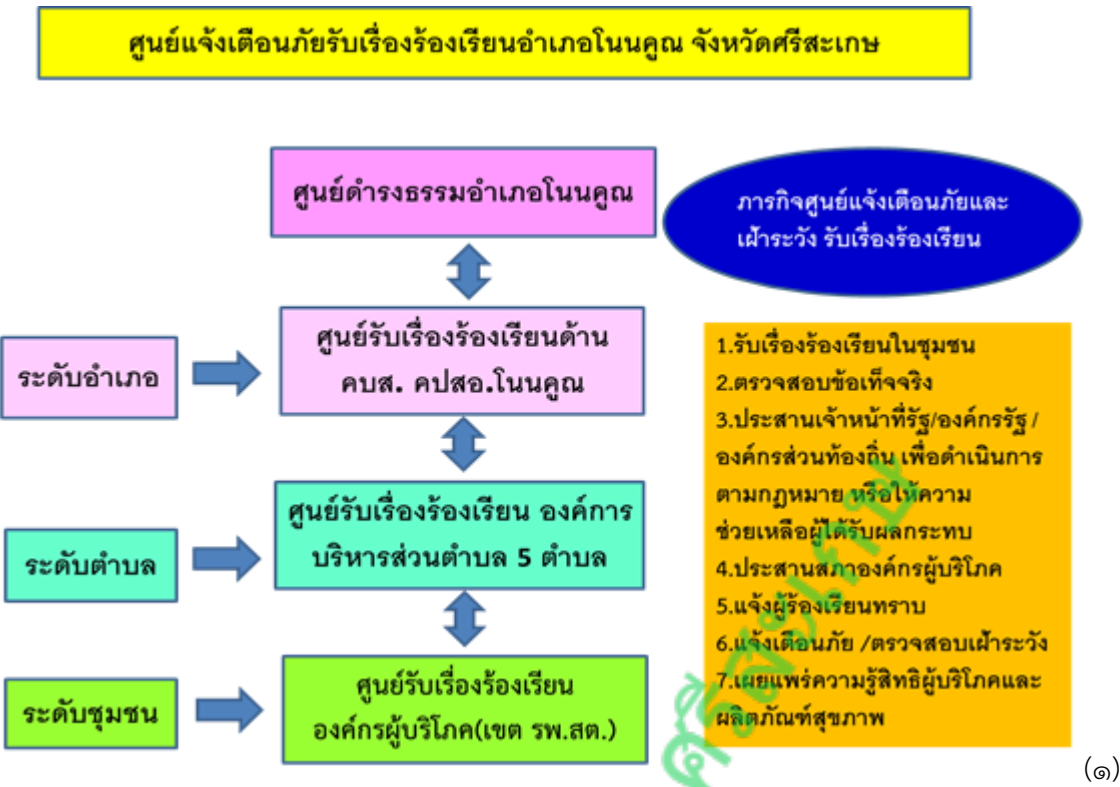 ศูนย์แจ้งเตือนภัยรับเรื่องร้องเรียนอำเภอโนนคูณ จังหวัดศรีสะเกษ
ศูนย์ดำรงธรรมอำเภอโนนคูณ
ภารกิจศูนย์แจ้งเตือนภัยและ
เฝ้าระวัง รับเรื่องร้องเรียน
ระดับอำเภอ
ศูนย์รับเรื่องร้องเรียนด้าน
คบส. คปสอ.โนนคูณ
ระดับตำบล
ศูนย์รับเรื่องร้องเรียน องค์การ
บริหารส่วนตำบล 5 ตำบล
ระดับชุมชน
ศูนย์รับเรื่องร้องเรียน
องค์กรผู้บริโภค(เขต รพ.สต.)
1.รับเรื่องร้องเรียนในชุมชน
2.ตรวจสอบข้อเท็จจริง
3.ประสานเจ้าหน้าที่รัฐ/องค์กรรัฐ /
องค์กรส่วนท้องถิ่น เพื่อดำเนินการ
ตามกฎหมาย หรือให้ความ
ช่วยเหลือผู้ได้รับผลกระทบ
4.ประสานสภาองค์กรผู้บริโภค
5.แจ้งผู้ร้องเรียนทราบ
6.แจ้งเตือนภัย /ตรวจสอบเฝ้าระวัง
7.เผยแพร่ความรู้สิทธิผู้บริโภคและ
ผลิตภัณฑ์สุขภาพ
ศรีสะเกษ
(๑)